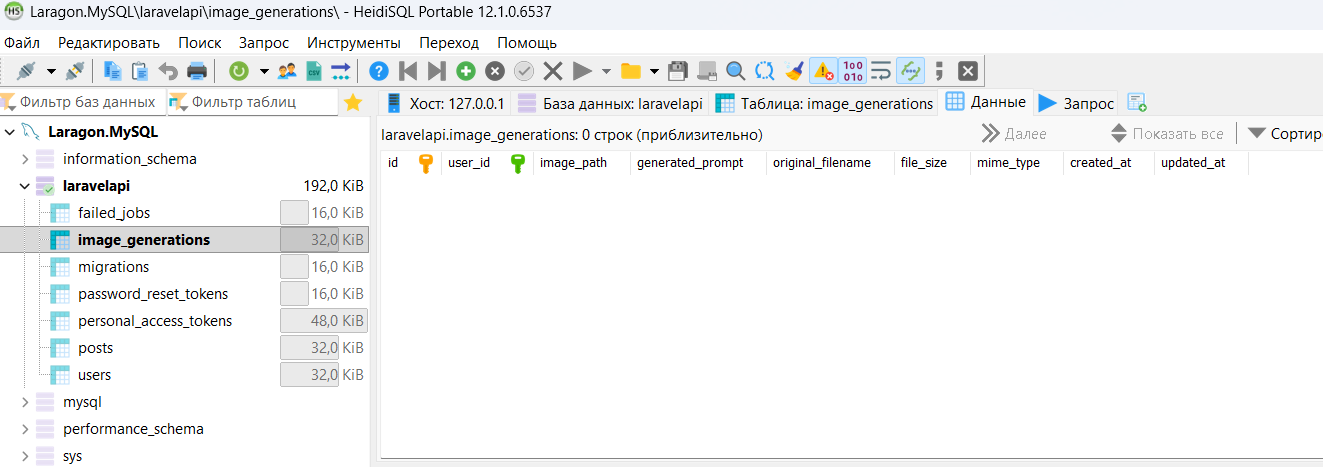 Laragon.MySQL\laravelapi\image_generations\ - HeidiSQL Portable 12.1.0.6537
Файл Редактировать Поиск Запрос Инструменты Переход Помощь
Фильтр баз данных Фильтр таблиц
Хост: 127.0.0.1 База данных: laravelapi Таблица: image_generations Данные Запрос
laravelapi.image_generations: 0 строк (приблизительно) Далее Показать все Сортир
id user_id image_path generated_prompt original_filename file_size mime_type created_at updated_at
Laragon.MySQL
information_schema
laravelapi 192,0 KiB
failed_jobs 16,0 KiB
image_generations 32,0 KiB
migrations 16,0 KiB
password_reset_tokens 16,0 KiB
personal_access_tokens 48,0 KiB
posts 32,0 KiB
users 32,0 KiB
mysql
performance_schema
sys